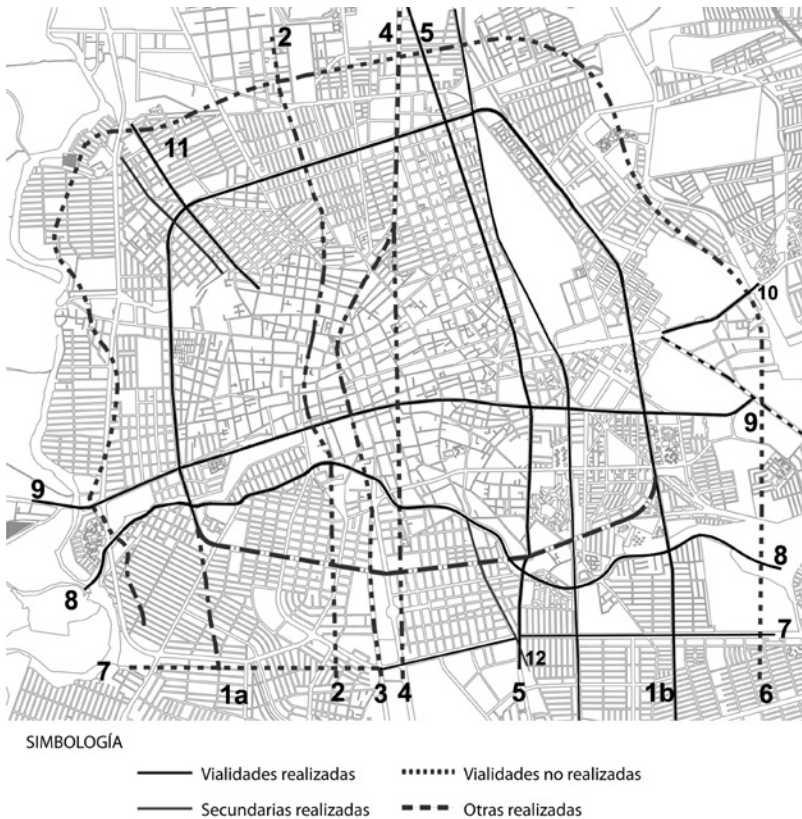 2
4
5
11
10
9
9
8
8
7
7
12
1a
2
3
4
5
1b
6
SIMBOLOGÍA
Vialidades realizadas
Vialidades no realizadas
Secundarias realizadas
Otras realizadas